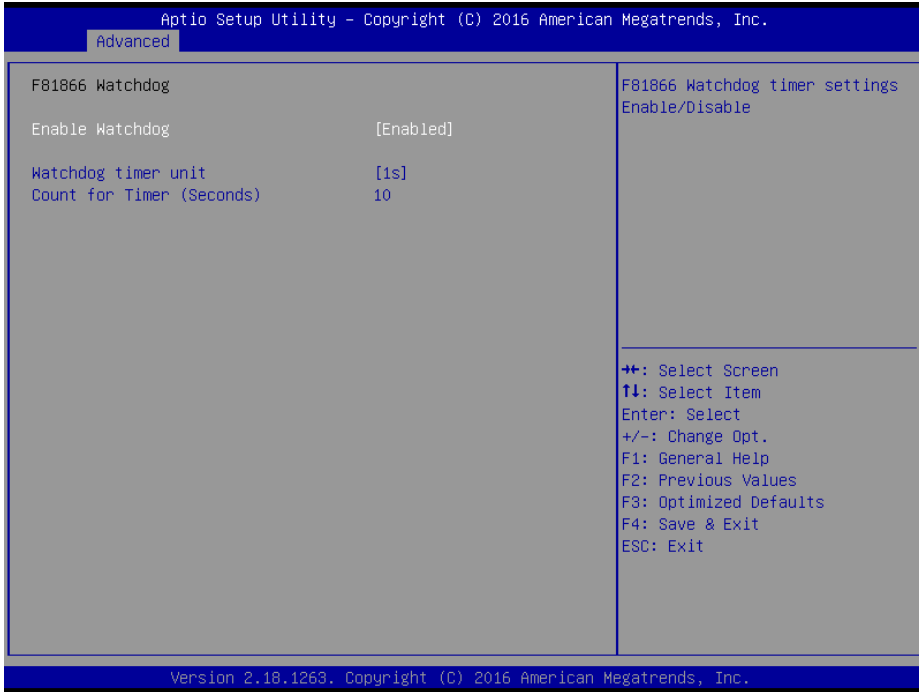 Aptio Setup Utility – Copyright (C) 2016 American Megatrends, Inc.
Advanced
F81866 Watchdog
Enable Watchdog [Enabled]
Watchdog timer unit [1s]
Count for Timer (Seconds) 10
F81866 Watchdog timer settings
Enable/Disable
→←: Select Screen
↑↓: Select Item
Enter: Select
+/-: Change Opt.
F1: General Help
F2: Previous Values
F3: Optimized Defaults
F4: Save & Exit
ESC: Exit
Version 2.18.1263. Copyright (C) 2016 American Megatrends, Inc.